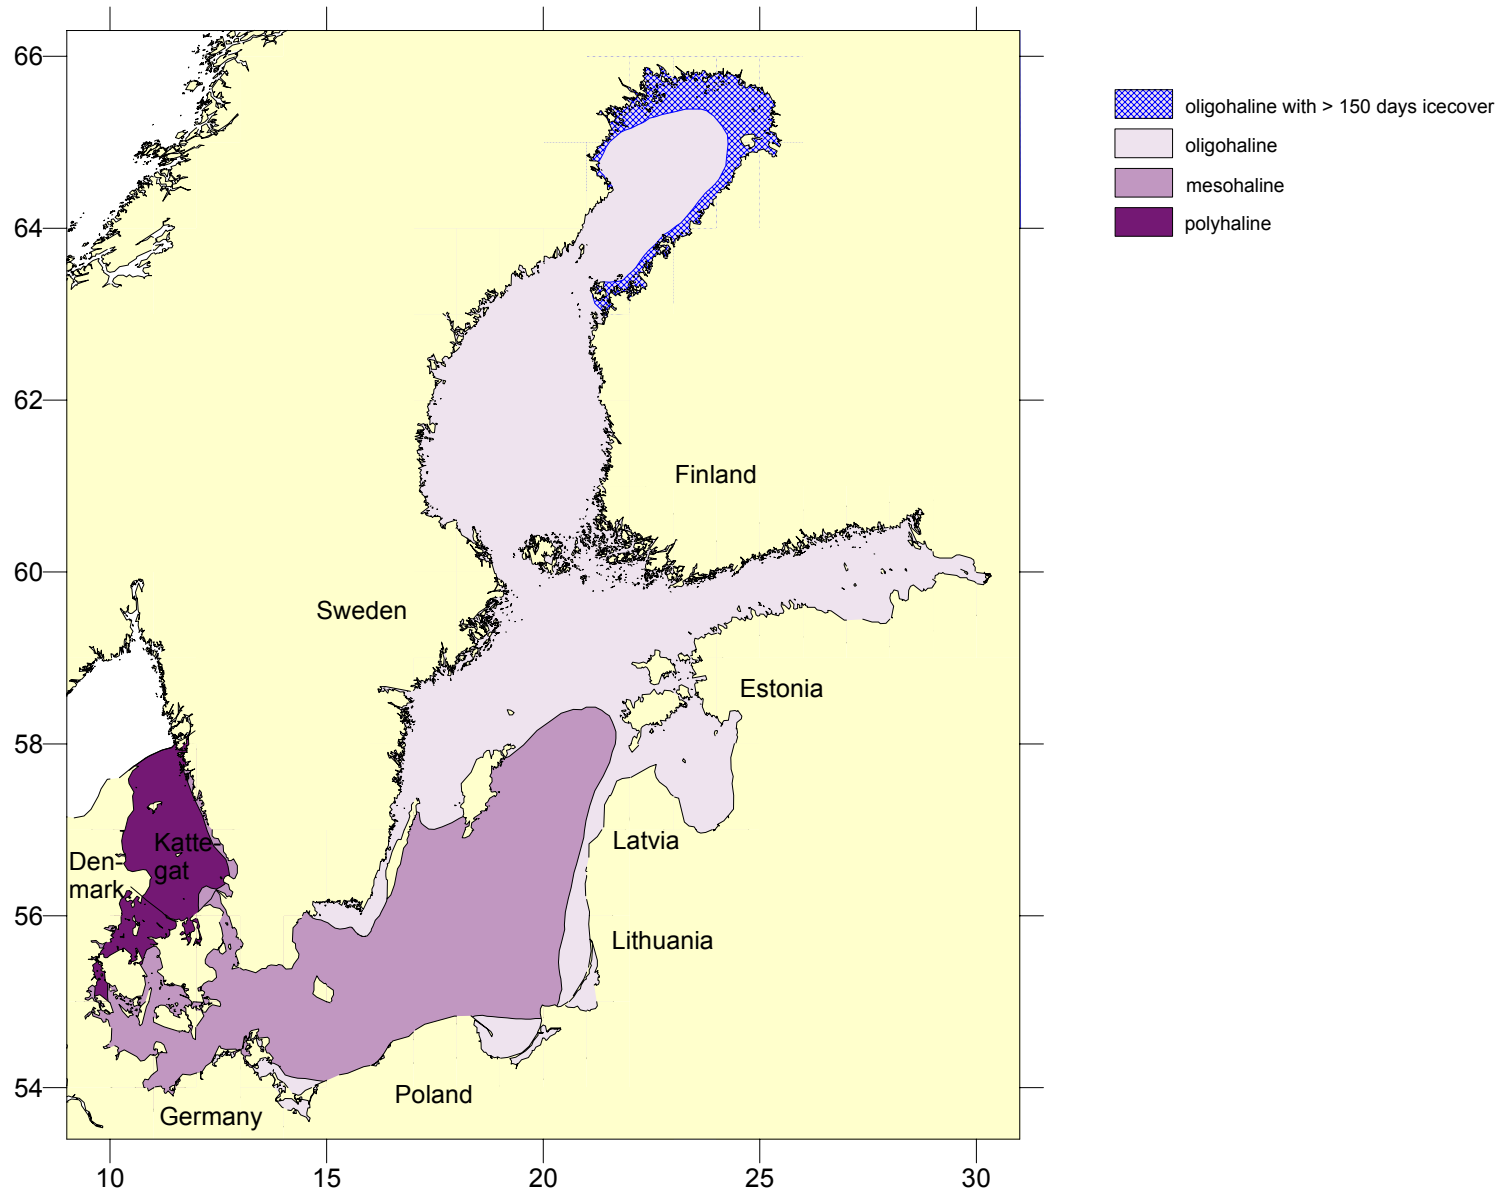 66
64
62
60
58
56
54
10
15
20
25
30
oligohaline with > 150 days icecover
oligohaline
mesohaline
polyhaline
Finland
Sweden
Estonia
Katte-
gat
Den-
mark
Latvia
Lithuania
Poland
Germany